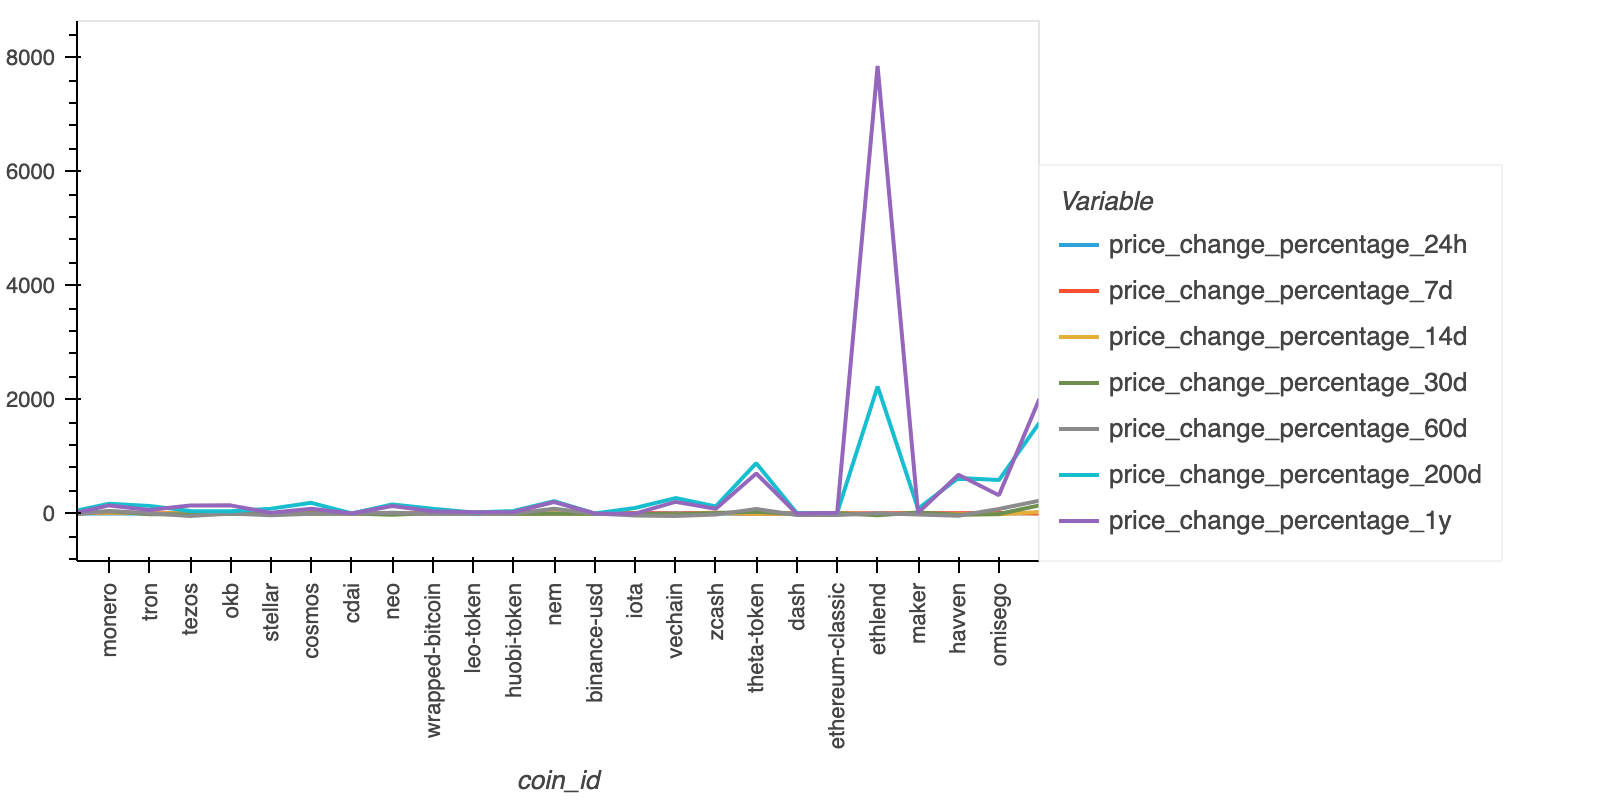 8000
6000
4000
2000
0
Variable
price_change_percentage_24h
price_change_percentage_7d
price_change_percentage_14d
price_change_percentage_30d
price_change_percentage_60d
price_change_percentage_200d
price_change_percentage_1y
monero
tron
tezos
okb
stellar
cosmos
cdai
neo
wrapped-bitcoin
leo-token
huobi-token
nem
binance-usd
iota
vechain
zcash
theta-token
dash
ethereum-classic
ethlend
maker
havven
omisego
coin_id